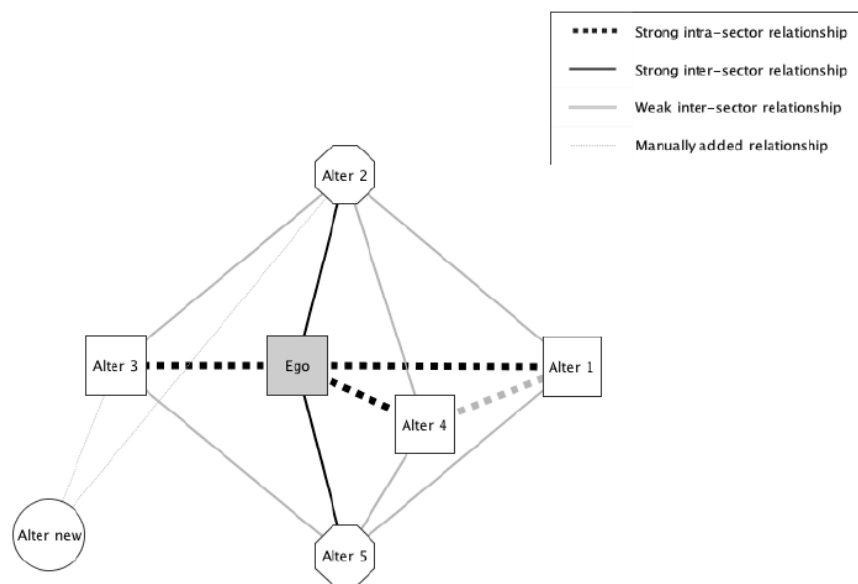 Strong intra-sector relationship
Strong inter-sector relationship
Weak inter-sector relationship
Manually added relationship
Alter 2
Alter 3
Ego
Alter 1
Alter 4
Alter new
Alter 5